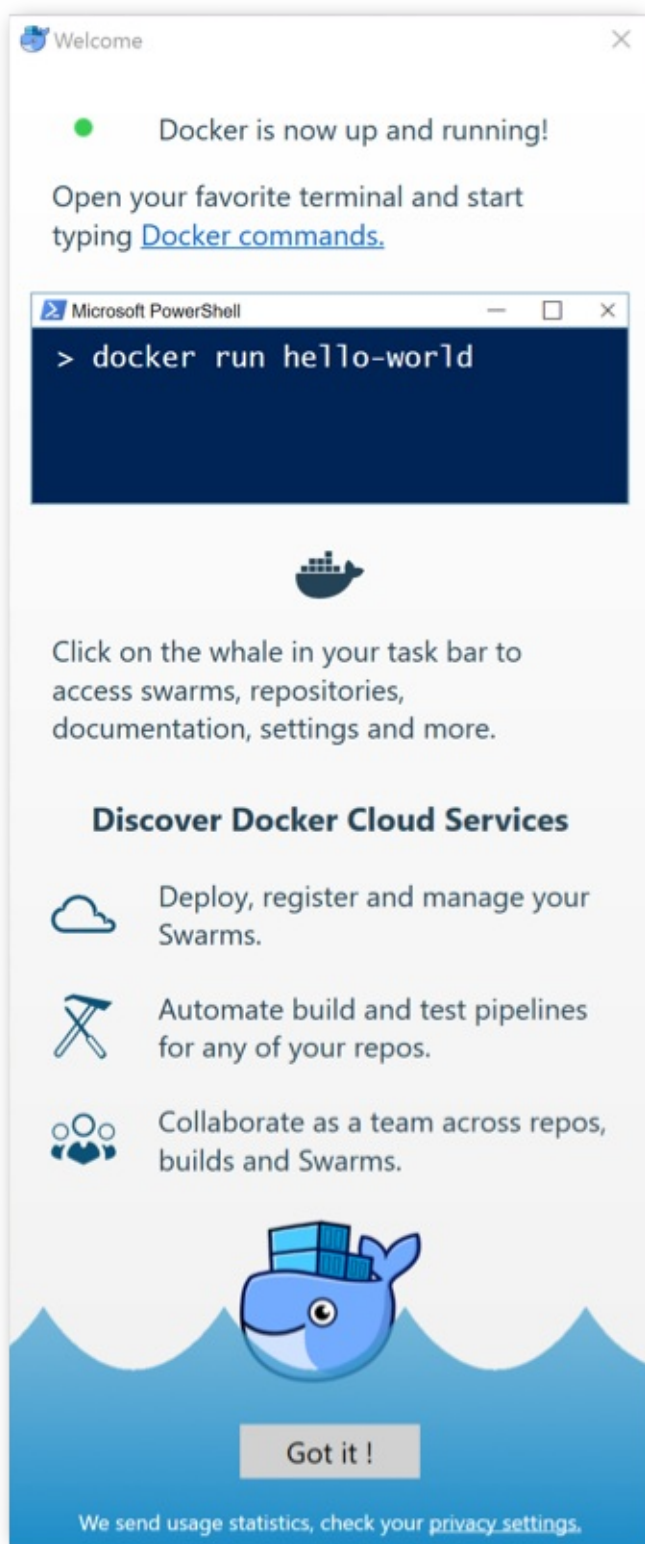 Welcome
Docker is now up and running!
Open your favorite terminal and start
typing Docker commands.
Microsoft PowerShell
> docker run hello-world
Click on the whale in your task bar to
access swarms, repositories,
documentation, settings and more.
Discover Docker Cloud Services
Deploy, register and manage your
Swarms.
Automate build and test pipelines
for any of your repos.
Collaborate as a team across repos,
builds and Swarms.
Got it !
We send usage statistics, check your privacy settings.